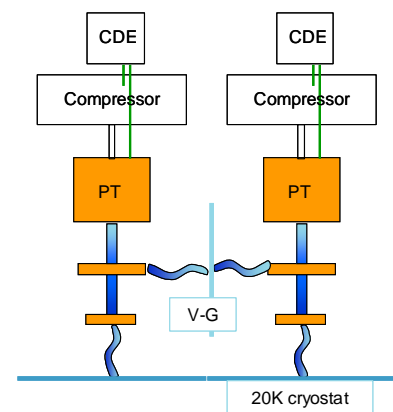 CDE
CDE
Compressor
Compressor
PT
PT
V-G
20K cryostat